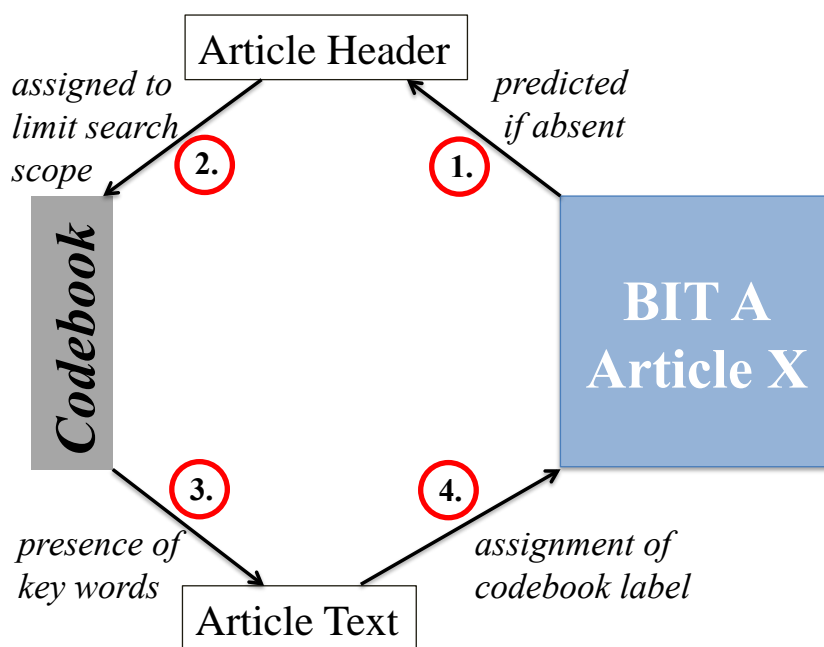 Article Header
assigned to
limit search
scope
predicted
if absent
2.
1.
Codebook
BIT A
Article X
3.
4.
presence of
key words
assignment of
codebook label
Article Text